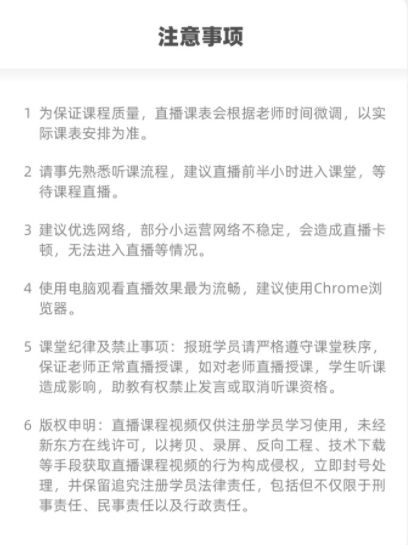 注意事项
1 为保证课程质量，直播课表会根据老师时间微调，以实
际课表安排为准。
2 请事先熟悉听课流程，建议直播前半小时进入课堂，等
待课程直播。
3 建议优选网络，部分小运营网络不稳定，会造成直播卡
顿，无法进入直播等情况。
4 使用电脑观看直播效果最为流畅，建议使用Chrome浏
览器。
5 课堂纪律及禁止事项：报班学员请严格遵守课堂秩序，
保证老师正常直播授课，如对老师直播授课，学生听课
造成影响，助教有权禁止发言或取消听课资格。
6 版权申明：直播课程视频仅供注册学员学习使用，未经
新东方在线许可，以拷贝、录屏、反向工程、技术下载
等手段获取直播课程视频的行为构成侵权，立即封号处
理，并保留追究注册学员法律责任，包括但不仅限于刑
事责任、民事责任以及行政责任。